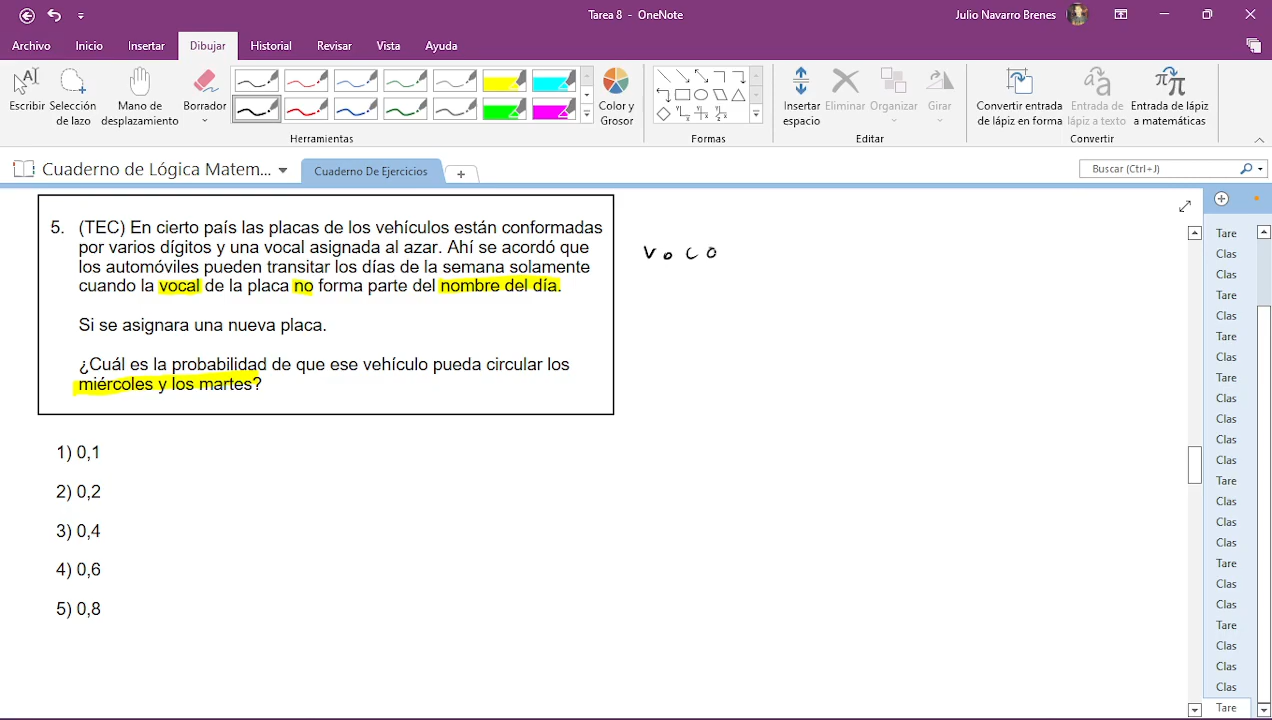 Tarea 8 - OneNote
Julio Navarro Brenes
Archivo Inicio Insertar Dibujar Historial Revisar Vista Ayuda
Escribir Selección de lazo Mano de desplazamiento Borrador Color y Grosor Insertar espacio Eliminar Organizar Girar Convertir entrada de lápiz en forma Entrada de lápiz a texto Entrada de lápiz a matemáticas
Herramientas Formas Editar Convertir
Cuaderno de Lógica Matem... Cuaderno De Ejercicios Buscar (Ctrl+J)
5. (TEC) En cierto país las placas de los vehículos están conformadas
por varios dígitos y una vocal asignada al azar. Ahí se acordó que
los automóviles pueden transitar los días de la semana solamente
cuando la vocal de la placa no forma parte del nombre del día.
Si se asignara una nueva placa.
¿Cuál es la probabilidad de que ese vehículo pueda circular los
miércoles y los martes?
1) 0,1
2) 0,2
3) 0,4
4) 0,6
5) 0,8
v o c o
Tare
Clas
Clas
Tare
Clas
Tare
Clas
Tare
Clas
Clas
Clas
Clas
Tare
Clas
Clas
Clas
Tare
Clas
Clas
Tare
Clas
Clas
Clas
Tare